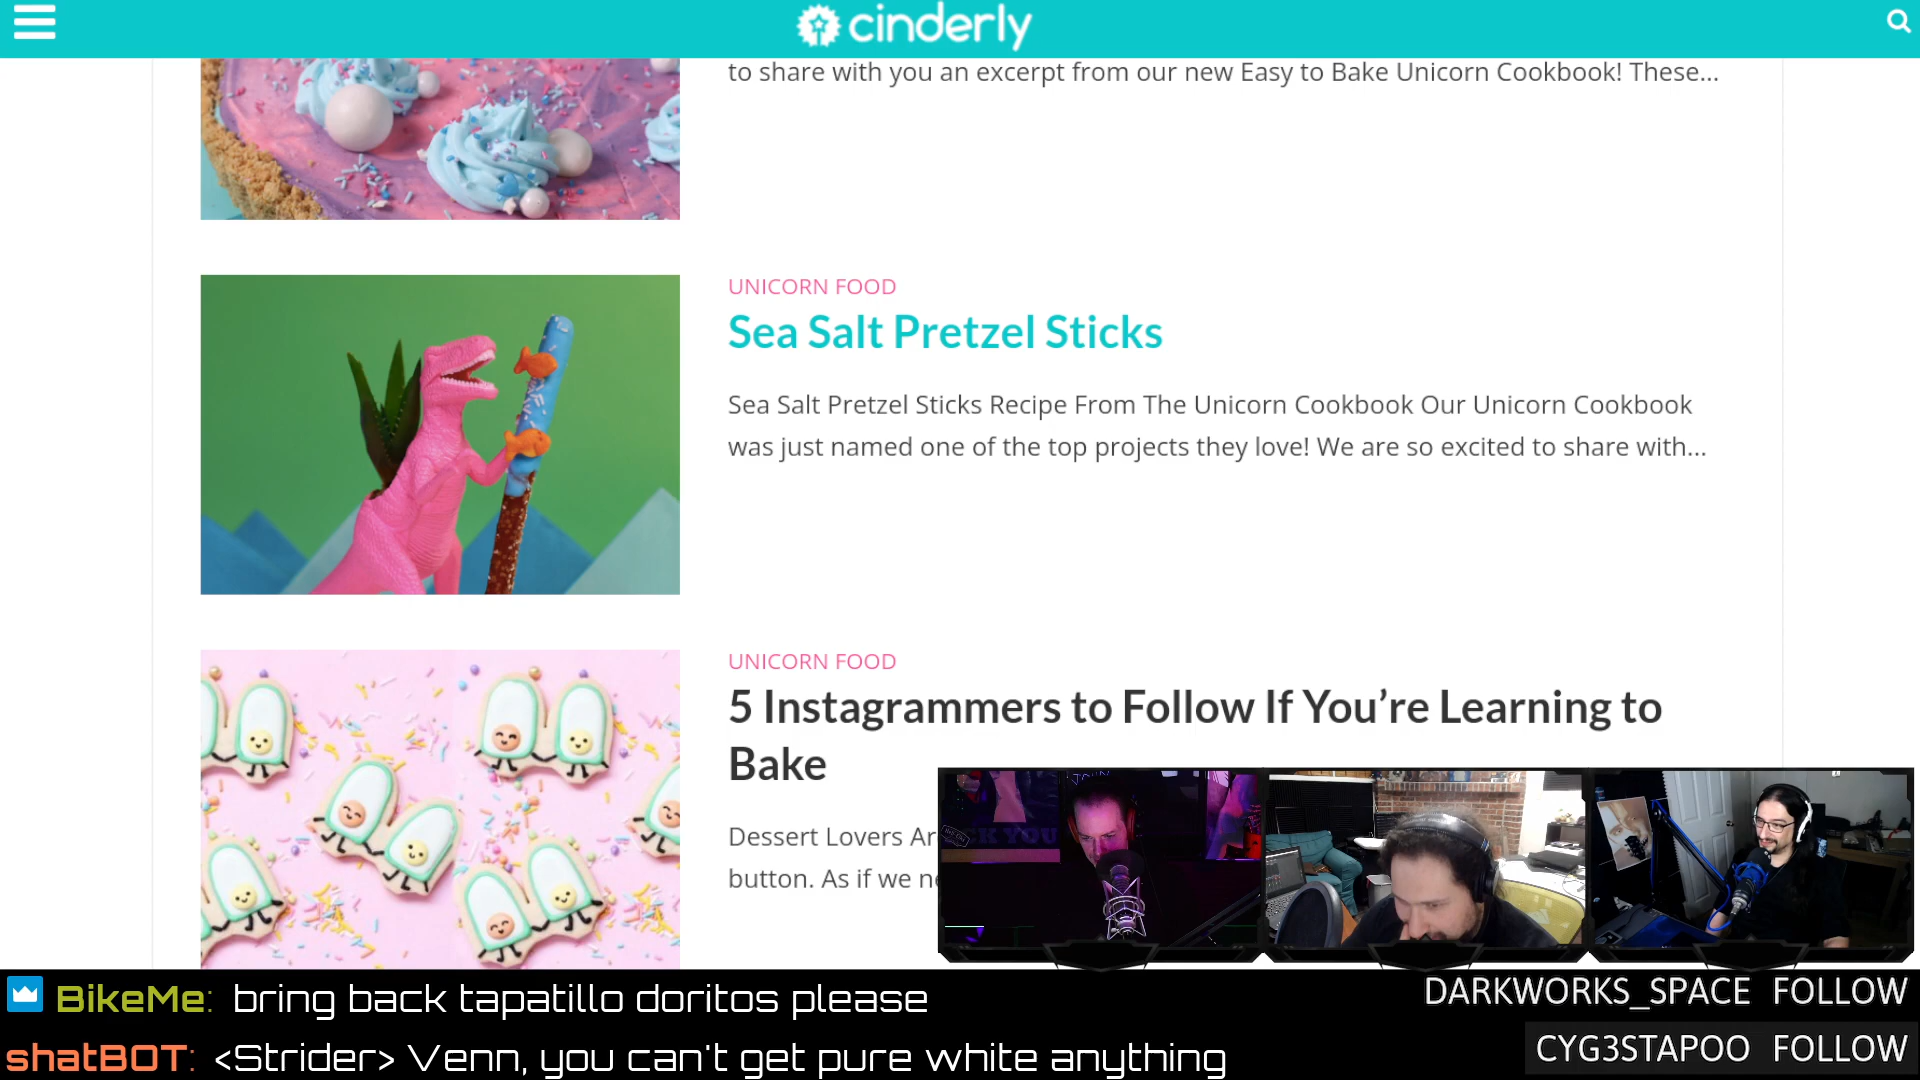 cinderly
to share with you an excerpt from our new Easy to Bake Unicorn Cookbook! These...
UNICORN FOOD
Sea Salt Pretzel Sticks
Sea Salt Pretzel Sticks Recipe From The Unicorn Cookbook Our Unicorn Cookbook
was just named one of the top projects they love! We are so excited to share with...
UNICORN FOOD
5 Instagrammers to Follow If You’re Learning to
Bake
Dessert Lovers
button. As if we
BikeMe: bring back tapatillo doritos please
shatBOT: <Strider> Venn, you can't get pure white anything
DARKWORKS_SPACE FOLLOW
CYG3STAPOO FOLLOW